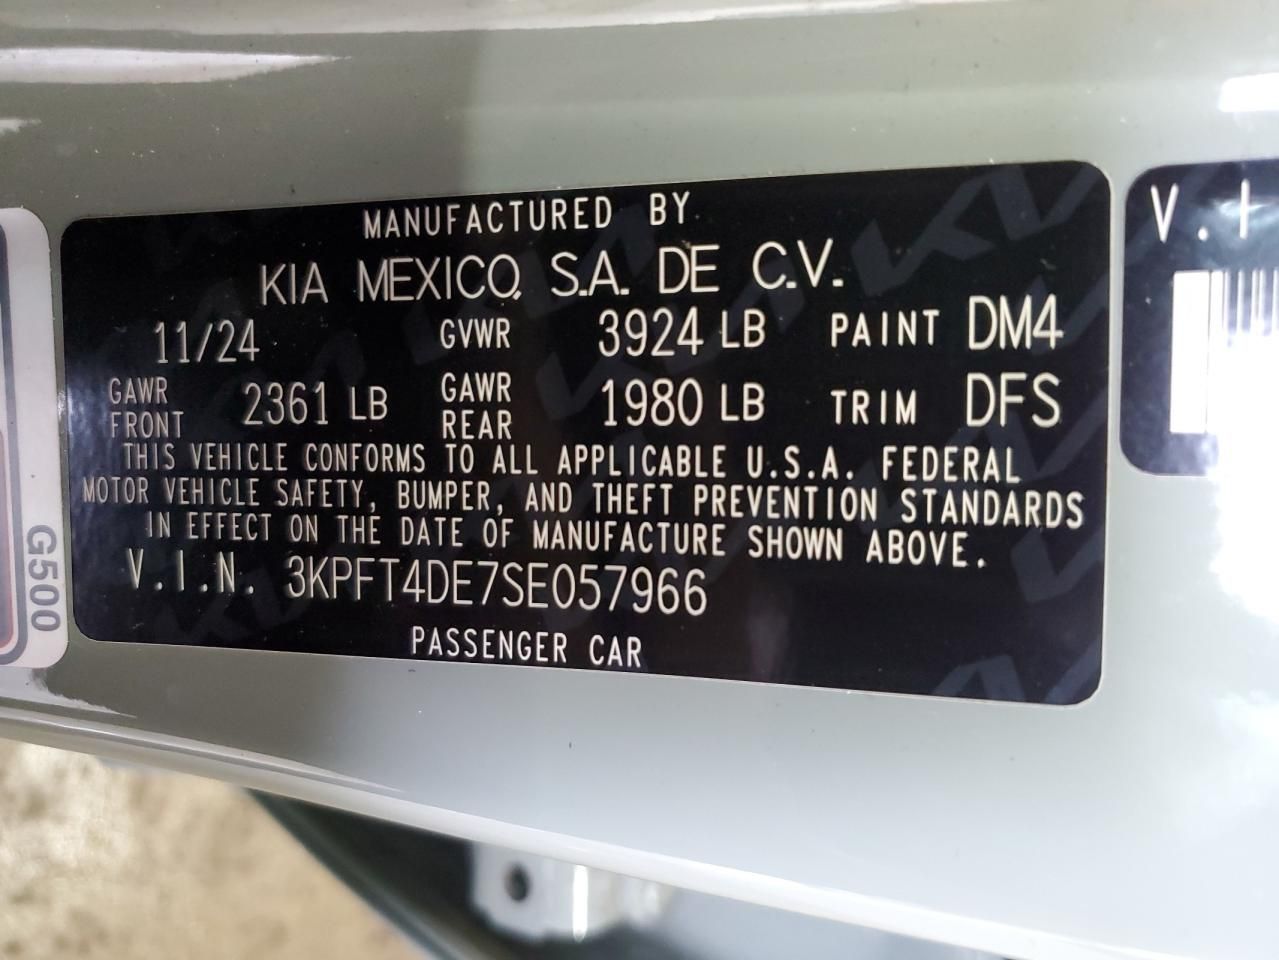 MANUFACTURED BY
KIA MEXICO, S.A. DE C.V.
11/24 GVWR 3924 LB PAINT DM4
GAWR FRONT 2361 LB GAWR REAR 1980 LB TRIM DFS
THIS VEHICLE CONFORMS TO ALL APPLICABLE U.S.A. FEDERAL
MOTOR VEHICLE SAFETY, BUMPER, AND THEFT PREVENTION STANDARDS
IN EFFECT ON THE DATE OF MANUFACTURE SHOWN ABOVE.
V.I.N. 3KPFT4DE7SE057966
PASSENGER CAR
G500
V.I